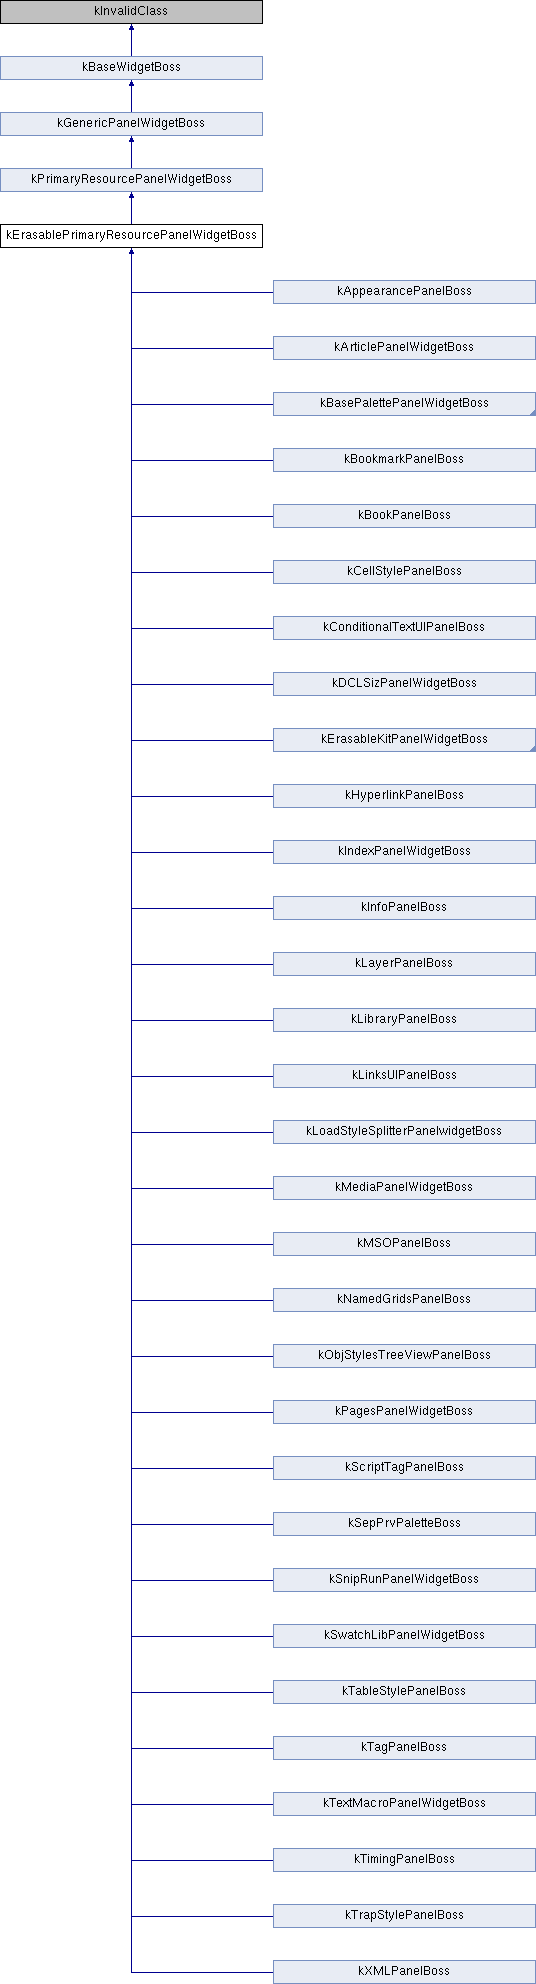 kInvalidClass
kBaseWidgetBoss
kGenericPanelWidgetBoss
kPrimaryResourcePanelWidgetBoss
kErasablePrimaryResourcePanelWidgetBoss
kAppearancePanelBoss
kArticlePanelWidgetBoss
kBasePalettePanelWidgetBoss
kBookmarkPanelBoss
kBookPanelBoss
kCellStylePanelBoss
kConditionalTextUIPanelBoss
kDCLSizPanelWidgetBoss
kErasableKitPanelWidgetBoss
kHyperlinkPanelBoss
kIndexPanelWidgetBoss
kInfoPanelBoss
kLayerPanelBoss
kLibraryPanelBoss
kLinksUIPanelBoss
kLoadStyleSplitterPanelwidgetBoss
kMediaPanelWidgetBoss
kMSOPanelBoss
kNamedGridsPanelBoss
kObjStylesTreeViewPanelBoss
kPagesPanelWidgetBoss
kScriptTagPanelBoss
kSepPrvPaletteBoss
kSnipRunPanelWidgetBoss
kSwatchLibPanelWidgetBoss
kTableStylePanelBoss
kTagPanelBoss
kTextMacroPanelWidgetBoss
kTimingPanelBoss
kTrapStylePanelBoss
kXMLPanelBoss